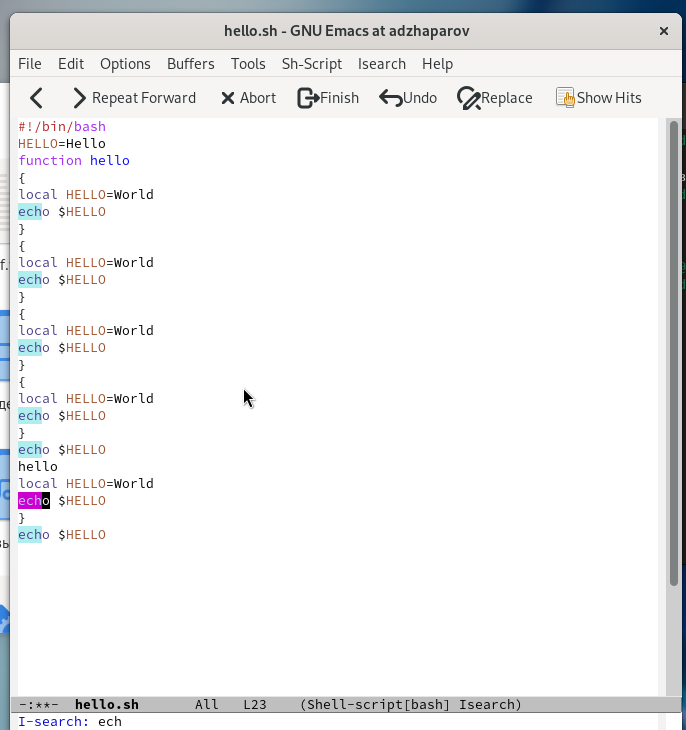 hello.sh - GNU Emacs at adzhaparov ×
File Edit Options Buffers Tools Sh-Script Isearch Help
Repeat Forward Abort Finish Undo Replace Show Hits
#!/bin/bash
HELLO=Hello
function hello
{
local HELLO=World
echo $HELLO
}
{
local HELLO=World
echo $HELLO
}
{
local HELLO=World
echo $HELLO
}
{
local HELLO=World
echo $HELLO
}
echo $HELLO
hello
local HELLO=World
echo $HELLO
}
echo $HELLO
-:**- hello.sh All L23 (Shell-script[bash] Isearch)
I-search: ech